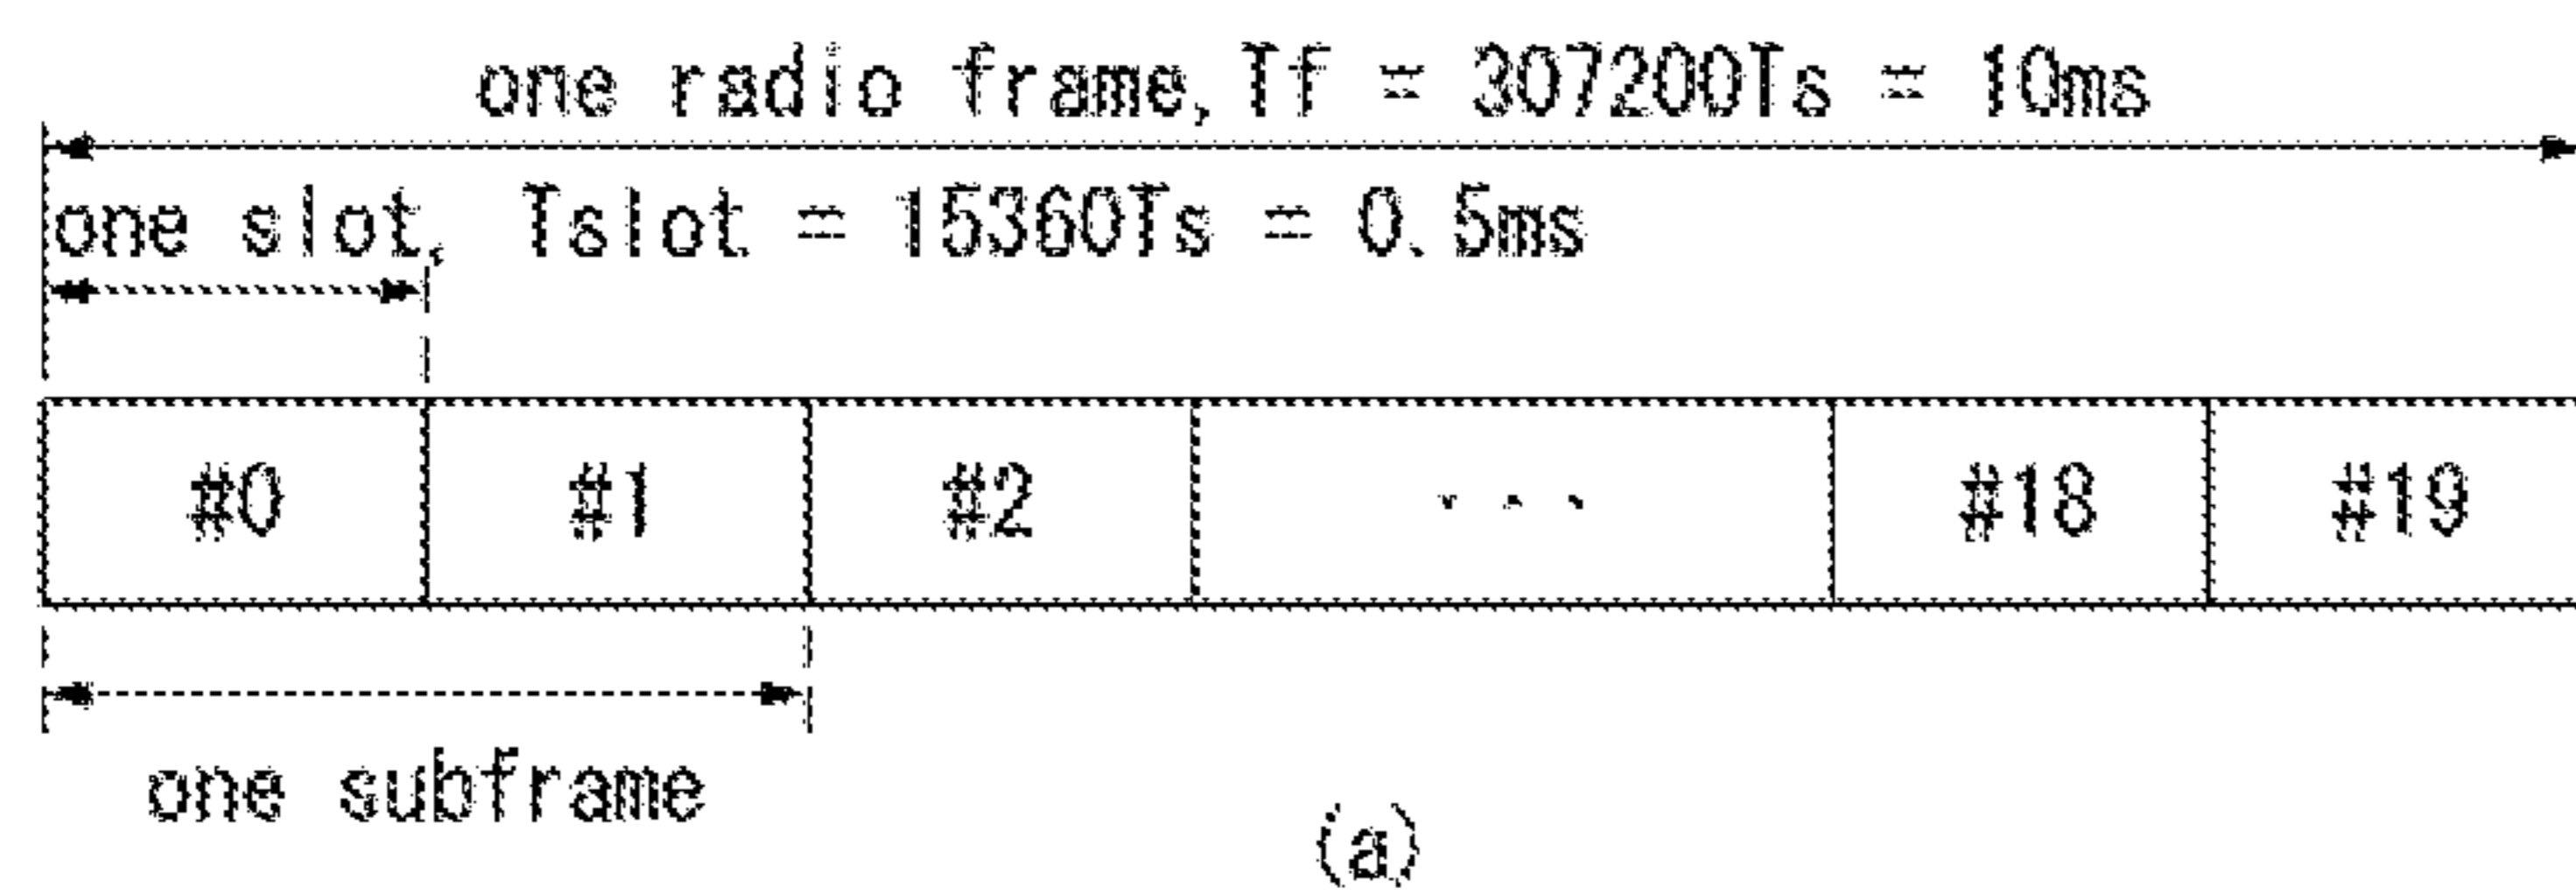 one radio frame, Tf = 307200Ts = 10ms
one slot, Tslot = 15360Ts = 0.5ms
#0 #1 #2 ... #18 #19
one subframe
(a)